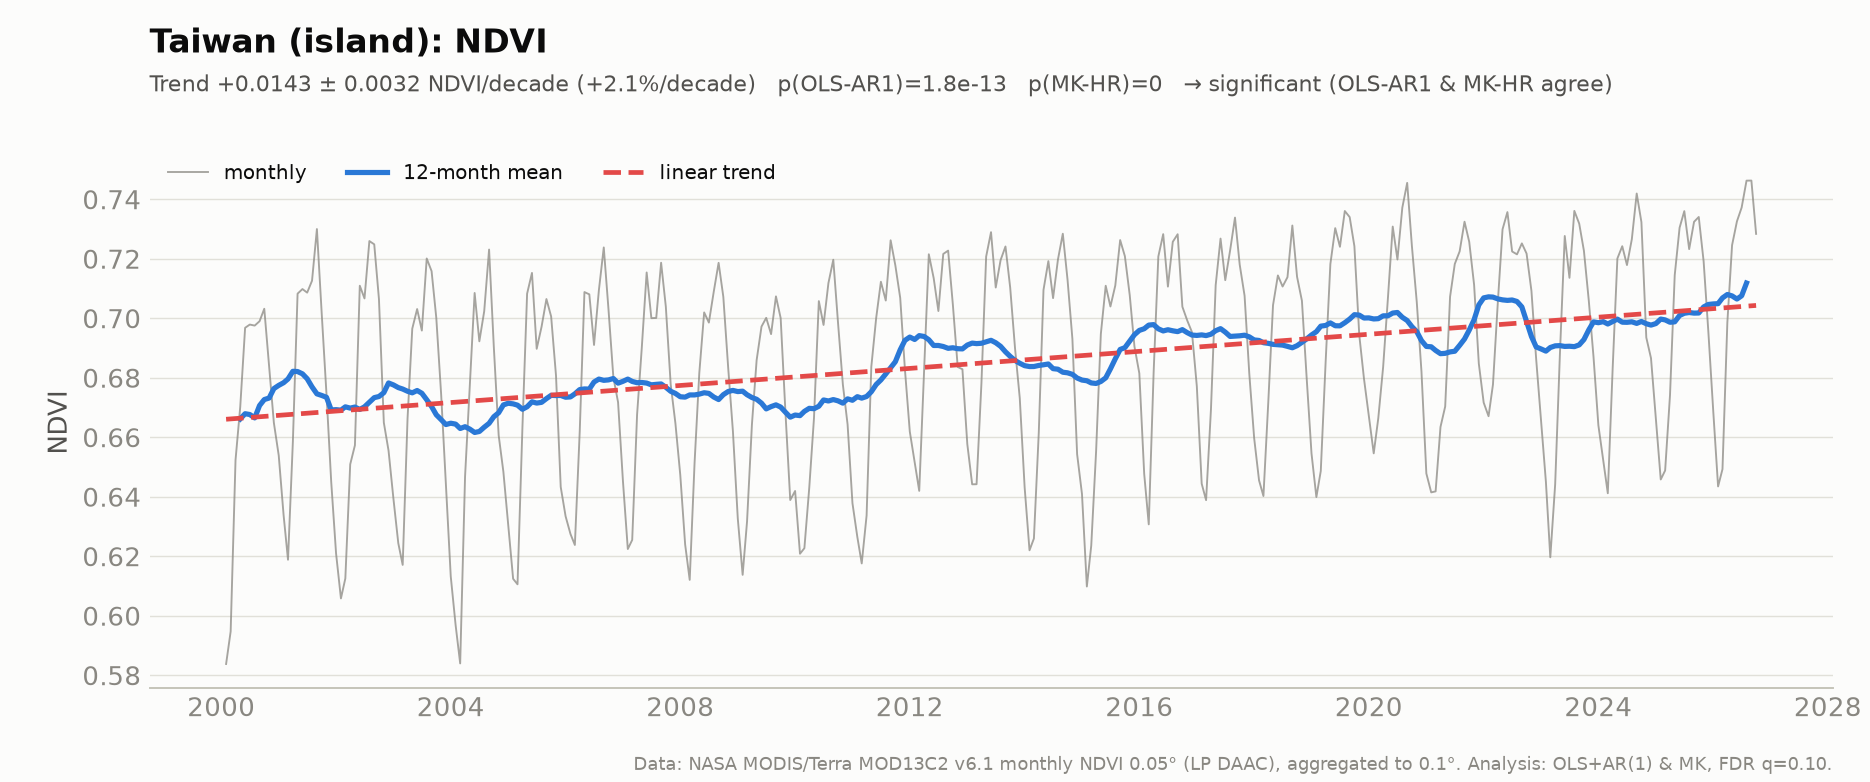 Taiwan (island): NDVI
Trend +0.0143 ± 0.0032 NDVI/decade (+2.1%/decade)   p(OLS-AR1)=1.8e-13   p(MK-HR)=0   → significant (OLS-AR1 & MK-HR agree)
monthly   12-month mean   linear trend
NDVI
0.74
0.72
0.70
0.68
0.66
0.64
0.62
0.60
0.58
2000   2004   2008   2012   2016   2020   2024   2028
Data: NASA MODIS/Terra MOD13C2 v6.1 monthly NDVI 0.05° (LP DAAC), aggregated to 0.1°. Analysis: OLS+AR(1) & MK, FDR q=0.10.